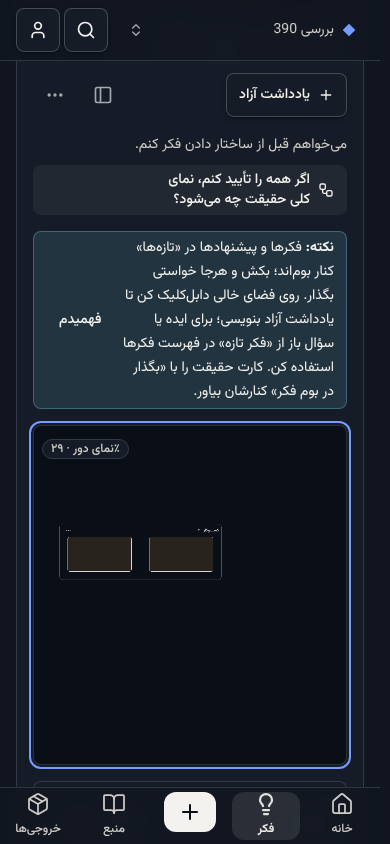 بررسی 390
یادداشت آزاد
می‌خواهم قبل از ساختار دادن فکر کنم.
اگر همه را تأیید کنم، نمای
کلی حقیقت چه می‌شود؟
نکته: فکرها و پیشنهادها در «تازه‌ها»
کنار بوم‌اند؛ بکش و هرجا خواستی
بگذار. روی فضای خالی دابل‌کلیک کن تا
یادداشت آزاد بنویسی؛ برای ایده یا
سؤال باز از «فکر تازه» در فهرست فکرها
استفاده کن. کارت حقیقت را با «بگذار
در بوم فکر» کنارشان بیاور.
فهمیدم
نمای دور · ۲۹٪
خانه
فکر
منبع
خروجی‌ها